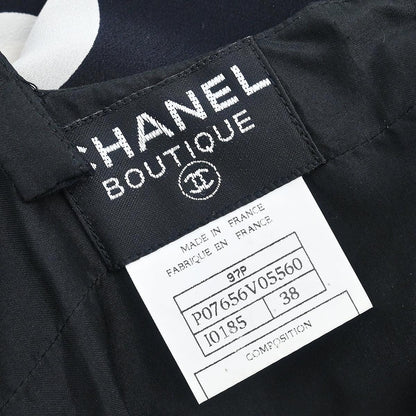 CHANEL
BOUTIQUE
MADE IN FRANCE
FABRIQUE EN FRANCE
97P
P07656V05560
I0185 38
COMPOSITION